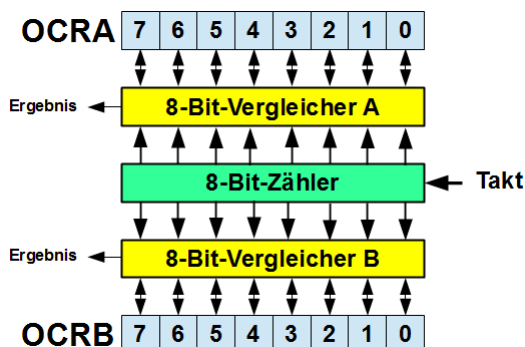 OCRA 7 6 5 4 3 2 1 0
Ergebnis 8-Bit-Vergleicher A
8-Bit-Zähler Takt
Ergebnis 8-Bit-Vergleicher B
OCRB 7 6 5 4 3 2 1 0